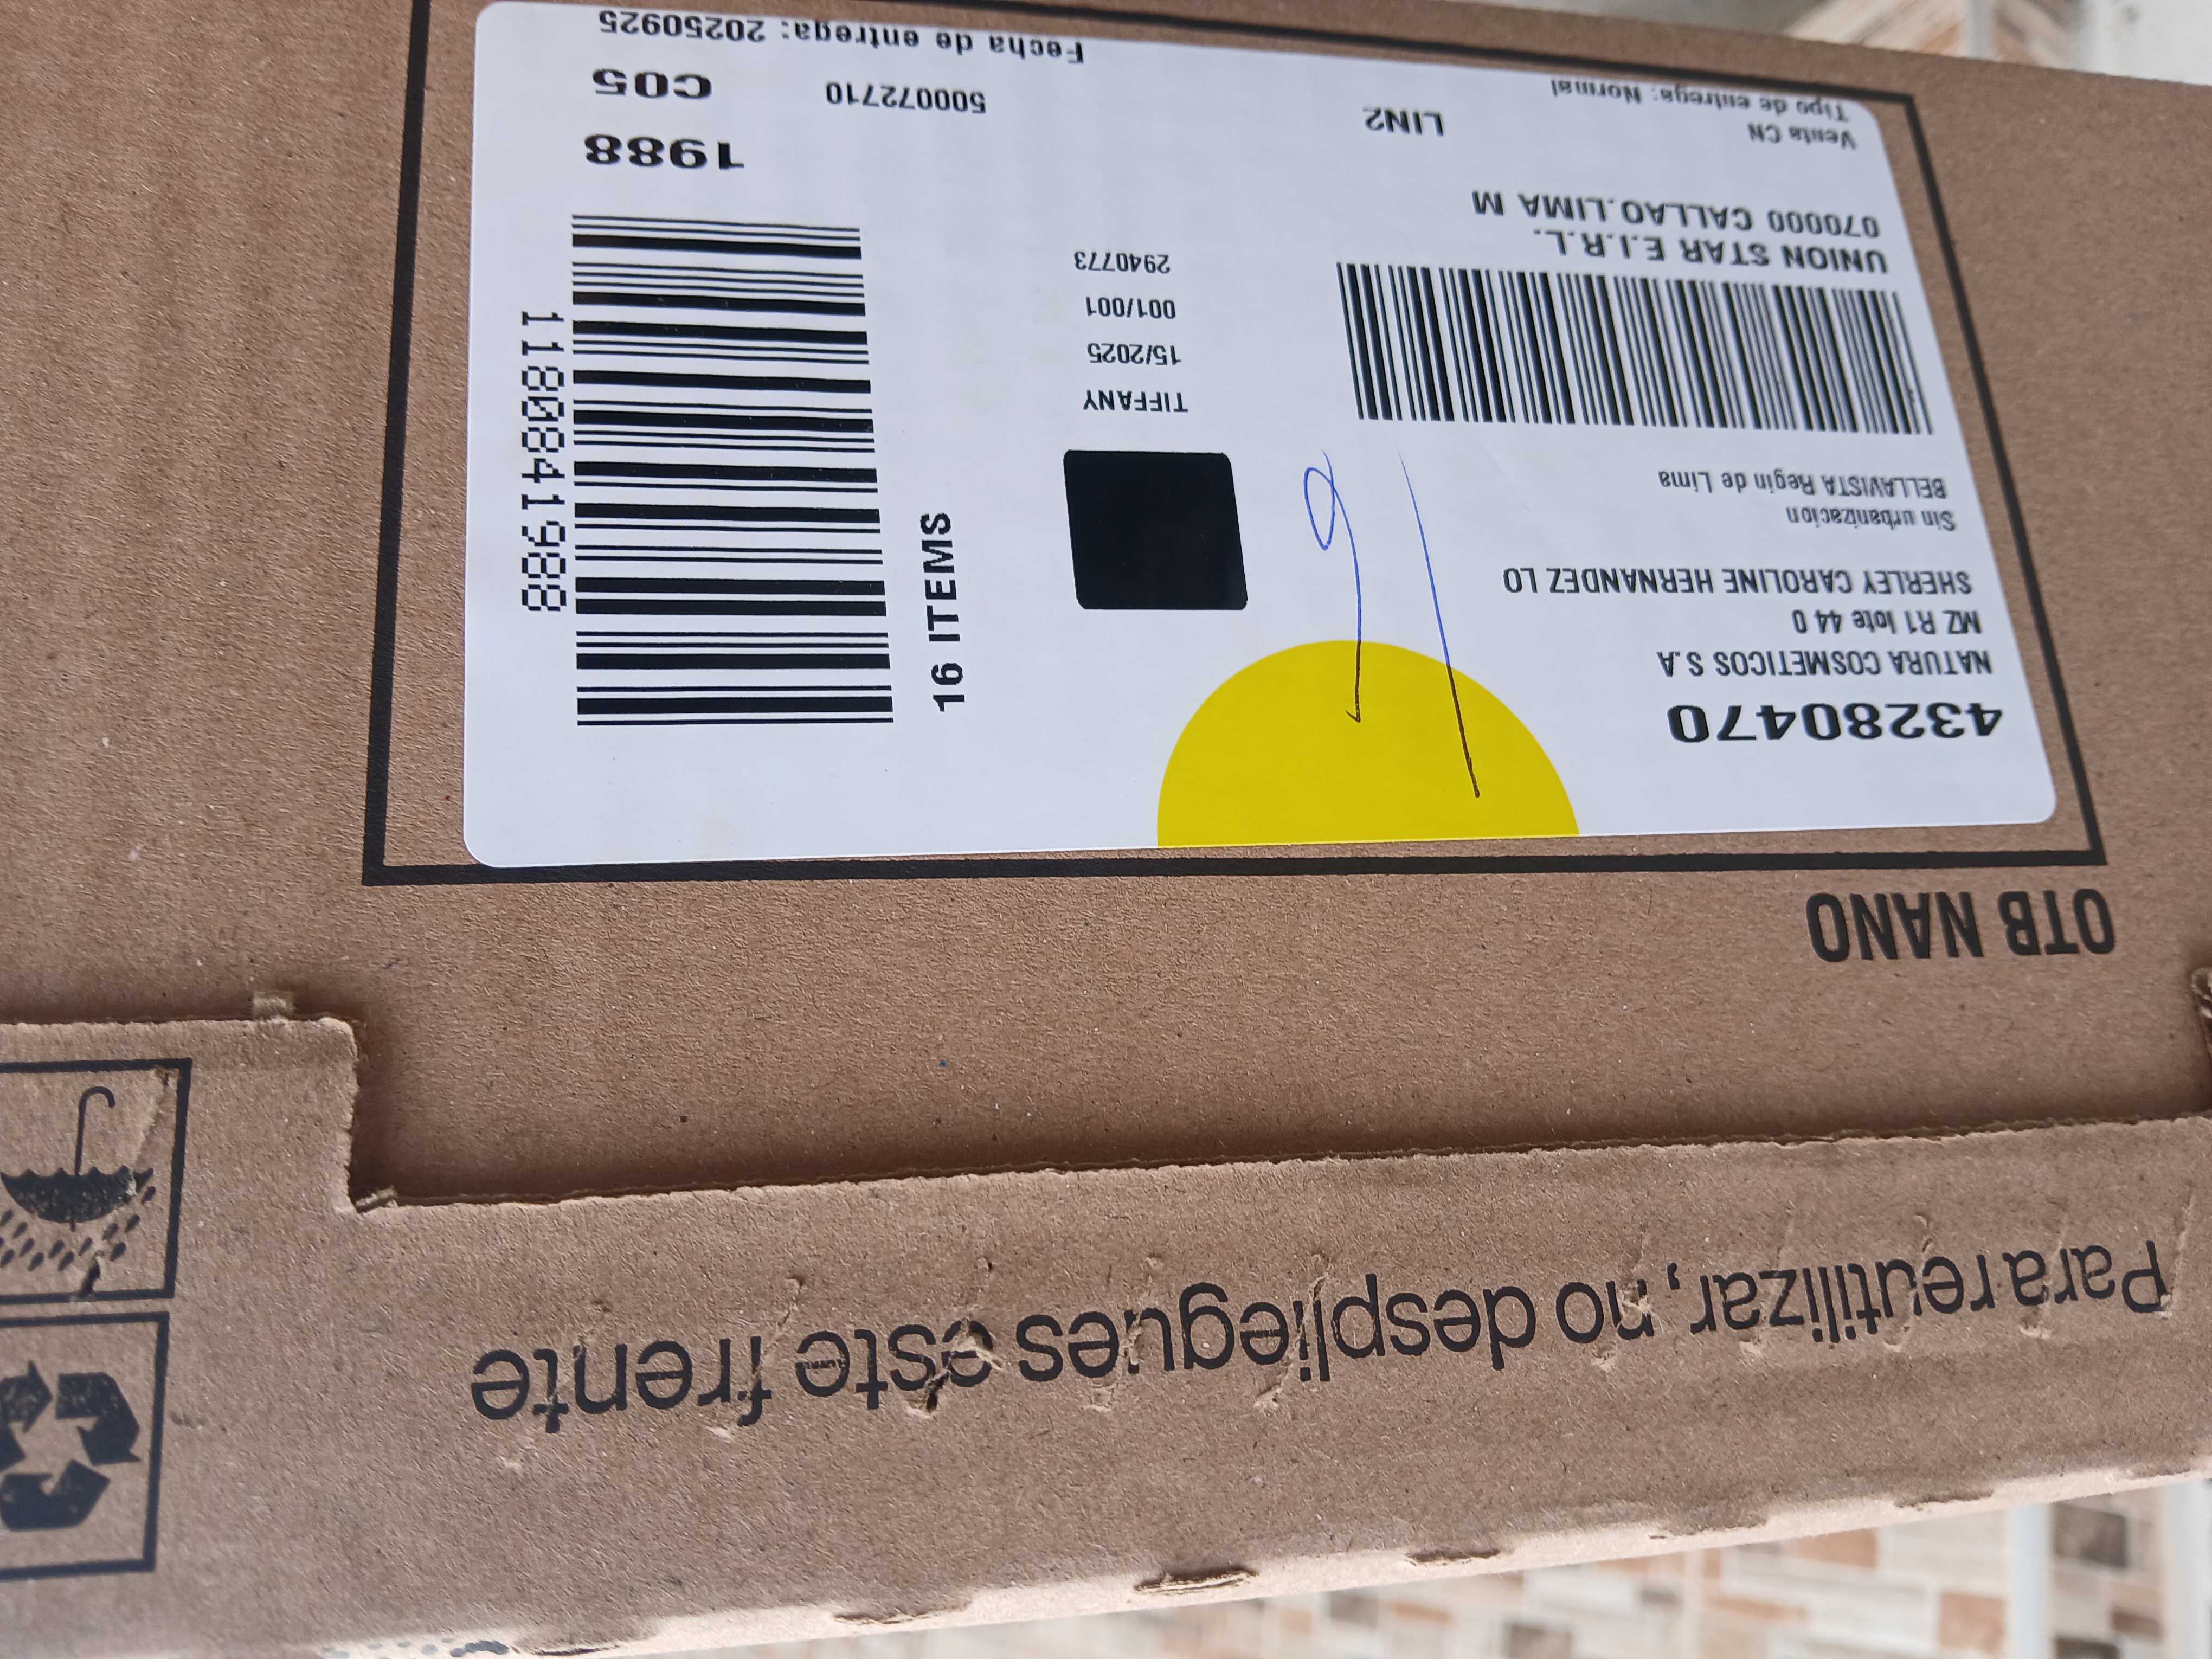 OTB NANO
43280470
NATURA COSMETICOS S.A
MZ R1 lote 44 0
SHERLEY CAROLINE HERNANDEZ LO
Sin urbanizacion
BELLAVISTA Regin de Lima
UNION STAR E.I.R.L.
070000 CALLAO.LIMA M
Venta CN
Tipo de entrega: Normal
LIN2
16
TIFFANY
15/2025
001/001
2940773
16 ITEMS
1180841988
1988
500072710
C05
Fecha de entrega: 20250925
Para reutilizar, no despliegues este frente